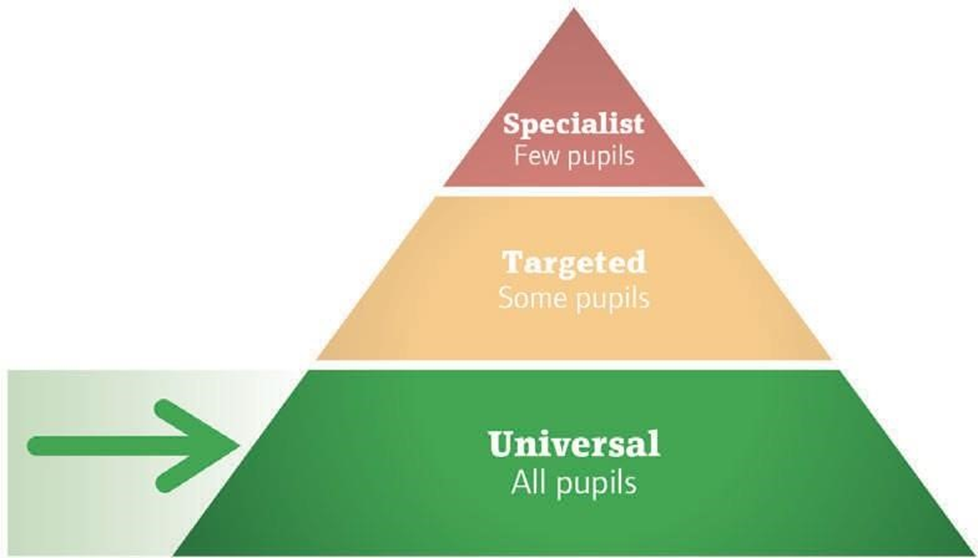 Specialist
Few pupils
Targeted
Some pupils
Universal
All pupils